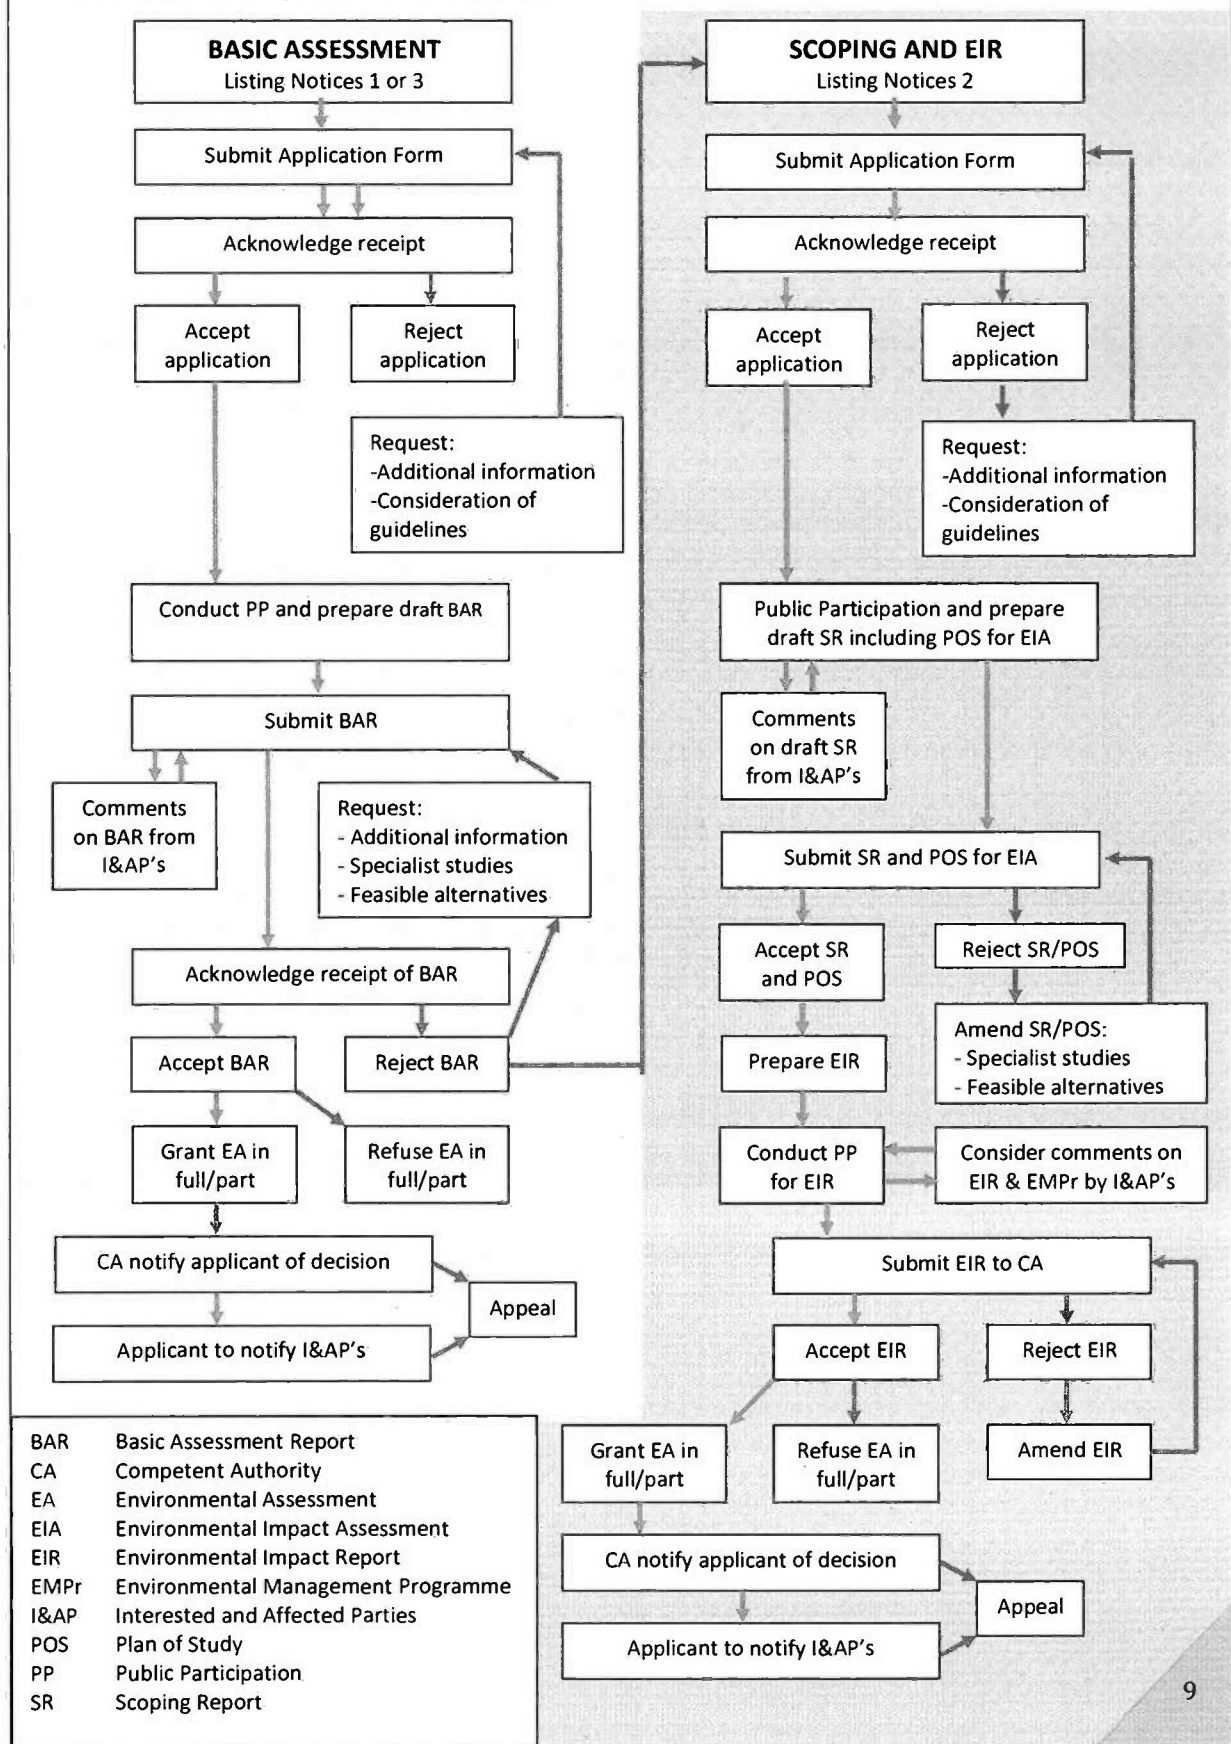 BASIC ASSESSMENT
Listing Notices 1 or 3
Submit Application Form
Acknowledge receipt
Accept
application
Reject
application
Request:
-Additional information
-Consideration of
guidelines
Conduct PP and prepare draft BAR
Submit BAR
Comments
on BAR from
I&AP's
Request:
- Additional information
- Specialist studies
- Feasible alternatives
Acknowledge receipt of BAR
Accept BAR
Reject BAR
Grant EA in
full/part
Refuse EA in
full/part
CA notify applicant of decision
Appeal
Applicant to notify I&AP's
SCOPING AND EIR
Listing Notices 2
Submit Application Form
Acknowledge receipt
Accept
application
Reject
application
Request:
-Additional information
-Consideration of
guidelines
Public Participation and prepare
draft SR including POS for EIA
Comments
on draft SR
from I&AP's
Submit SR and POS for EIA
Accept SR
and POS
Reject SR/POS
Amend SR/POS:
- Specialist studies
- Feasible alternatives
Prepare EIR
Conduct PP
for EIR
Consider comments on
EIR & EMPr by I&AP's
Submit EIR to CA
Accept EIR
Reject EIR
Grant EA in
full/part
Refuse EA in
full/part
Amend EIR
CA notify applicant of decision
Appeal
Applicant to notify I&AP's
BAR Basic Assessment Report
CA Competent Authority
EA Environmental Assessment
EIA Environmental Impact Assessment
EIR Environmental Impact Report
EMPr Environmental Management Programme
I&AP Interested and Affected Parties
POS Plan of Study
PP Public Participation
SR Scoping Report
9